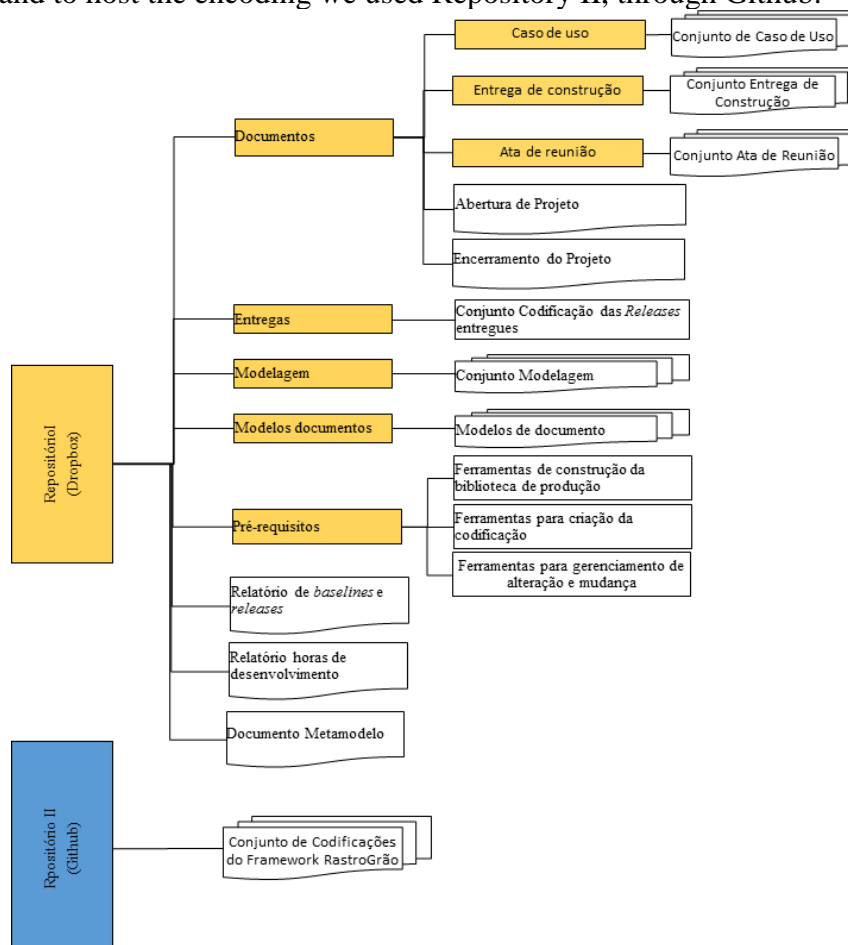 and to host the encoding we used Repository II, through Github.
Caso de uso
Conjunto de Caso de Uso
Entrega de construção
Conjunto Entrega de
Construção
Documentos
Ata de reunião
Conjunto Ata de Reunião
Abertura de Projeto
Encerramento do Projeto
Entregas
Conjunto Codificação das Releases
entregues
Modelagem
Conjunto Modelagem
Modelos documentos
Modelos de documento
RepositórioI
(Dropbox)
Pré-requisitos
Ferramentas de construção da
biblioteca de produção
Ferramentas para criação da
codificação
Ferramentas para gerenciamento de
alteração e mudança
Relatório de baselines e
releases
Relatório horas de
desenvolvimento
Documento Metamodelo
Rpositório II
(Github)
Conjunto de Codificações
do Framework RastroGrão